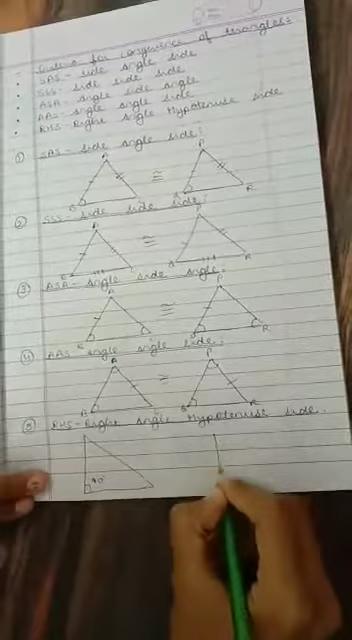 Criteria for congruence of triangles:
SAS - side angle side
SSS - side side side
ASA - angle side angle
AAS - angle angle side
RHS - Right angle Hypotenuse side
① SAS - side angle side:
A P
≅
B Q R
② SSS - side side side:
A
≅
B Q R
③ ASA - angle side angle:
A P
≅
B Q R
④ AAS - angle angle side:
A P
≅
B Q R
⑤ RHS - Right angle Hypotenuse side.
90°